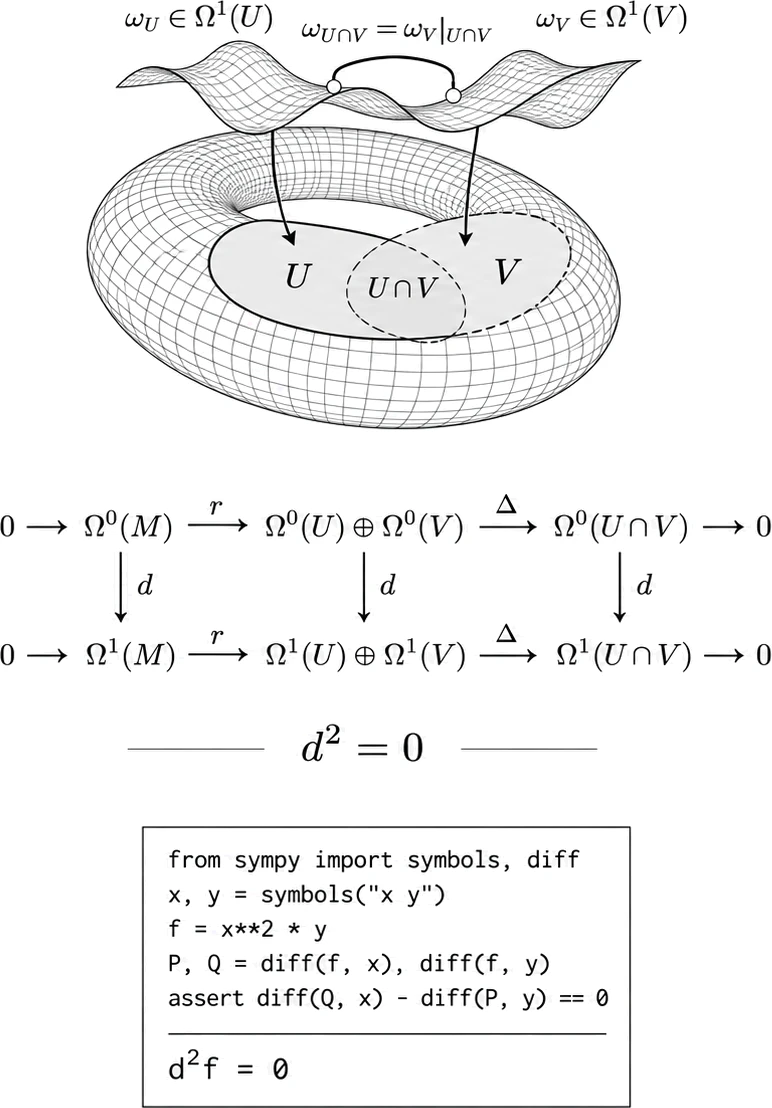 ω_U ∈ Ω¹(U)
ω_{U∩V} = ω_V|_{U∩V}
ω_V ∈ Ω¹(V)
U
U ∩ V
V
0 ⟶ Ω⁰(M) ⟶ Ω⁰(U) ⊕ Ω⁰(V) ⟶ Ω⁰(U ∩ V) ⟶ 0
r
Δ
d
d
d
0 ⟶ Ω¹(M) ⟶ Ω¹(U) ⊕ Ω¹(V) ⟶ Ω¹(U ∩ V) ⟶ 0
r
Δ
d² = 0
from sympy import symbols, diff
x, y = symbols("x y")
f = x**2 * y
P, Q = diff(f, x), diff(f, y)
assert diff(Q, x) - diff(P, y) == 0
d²f = 0